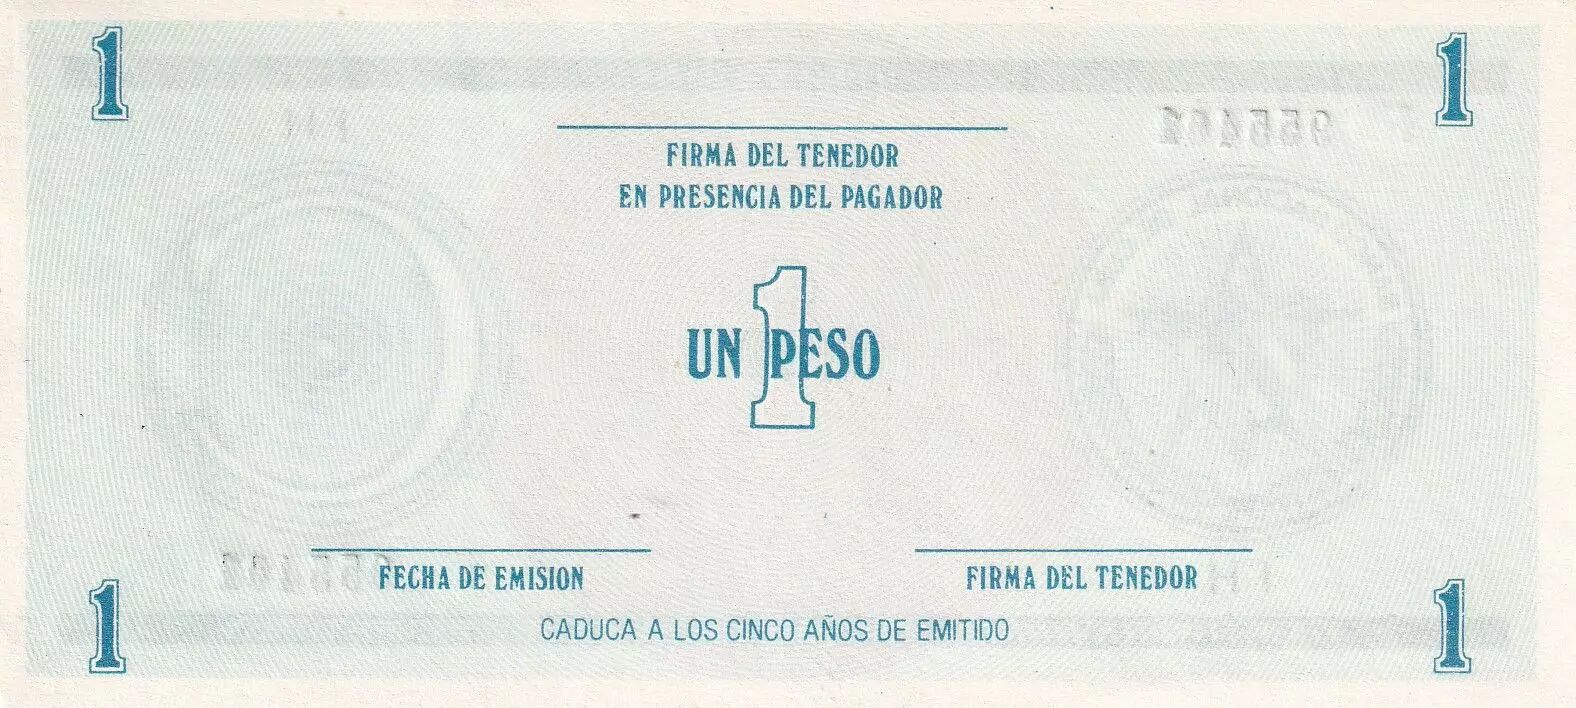 1 1
FIRMA DEL TENEDOR
EN PRESENCIA DEL PAGADOR
1
UN PESO
FECHA DE EMISION
FIRMA DEL TENEDOR
CADUCA A LOS CINCO AÑOS DE EMITIDO
1 1